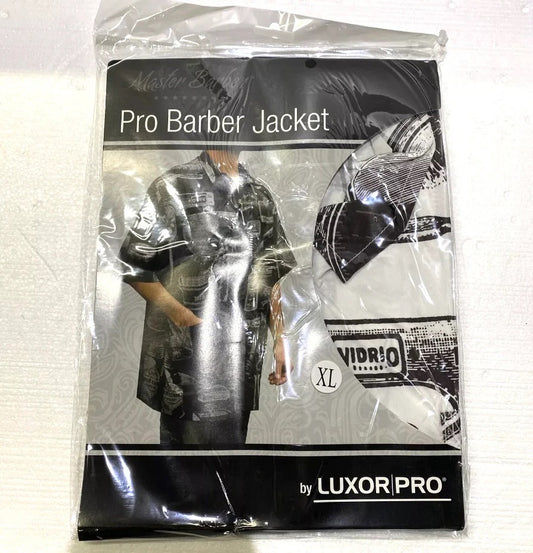 Master Barber
Pro Barber Jacket
VIDRIO
XL
by LUXOR|PRO®